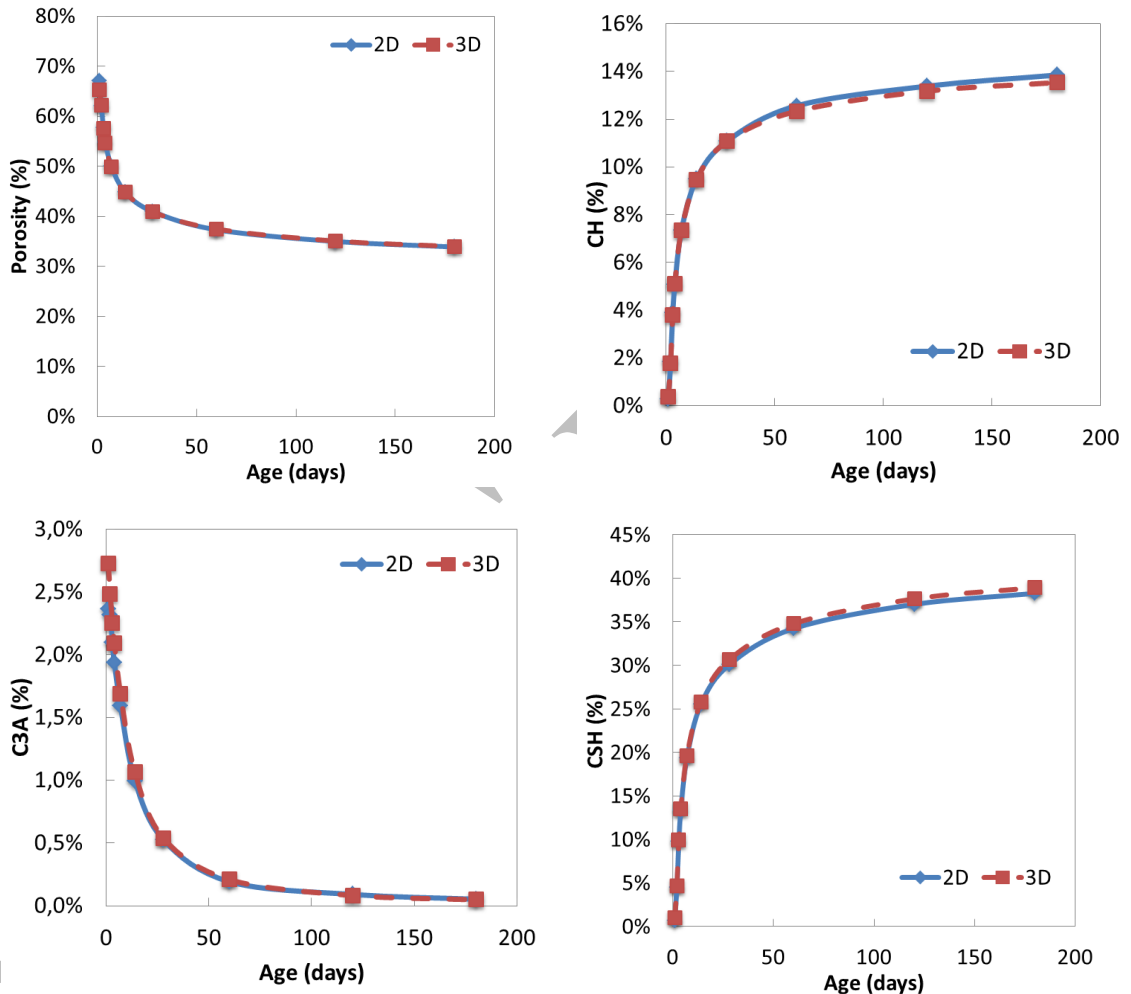 80%
70%
60%
50%
40%
30%
20%
10%
0%
Porosity (%)
2D 3D
0 50 100 150 200
Age (days)
16%
14%
12%
10%
8%
6%
4%
2%
0%
CH (%)
2D 3D
0 50 100 150 200
Age (days)
3,0%
2,5%
2,0%
1,5%
1,0%
0,5%
0,0%
C3A (%)
2D 3D
0 50 100 150 200
Age (days)
45%
40%
35%
30%
25%
20%
15%
10%
5%
0%
CSH (%)
2D 3D
0 50 100 150 200
Age (days)